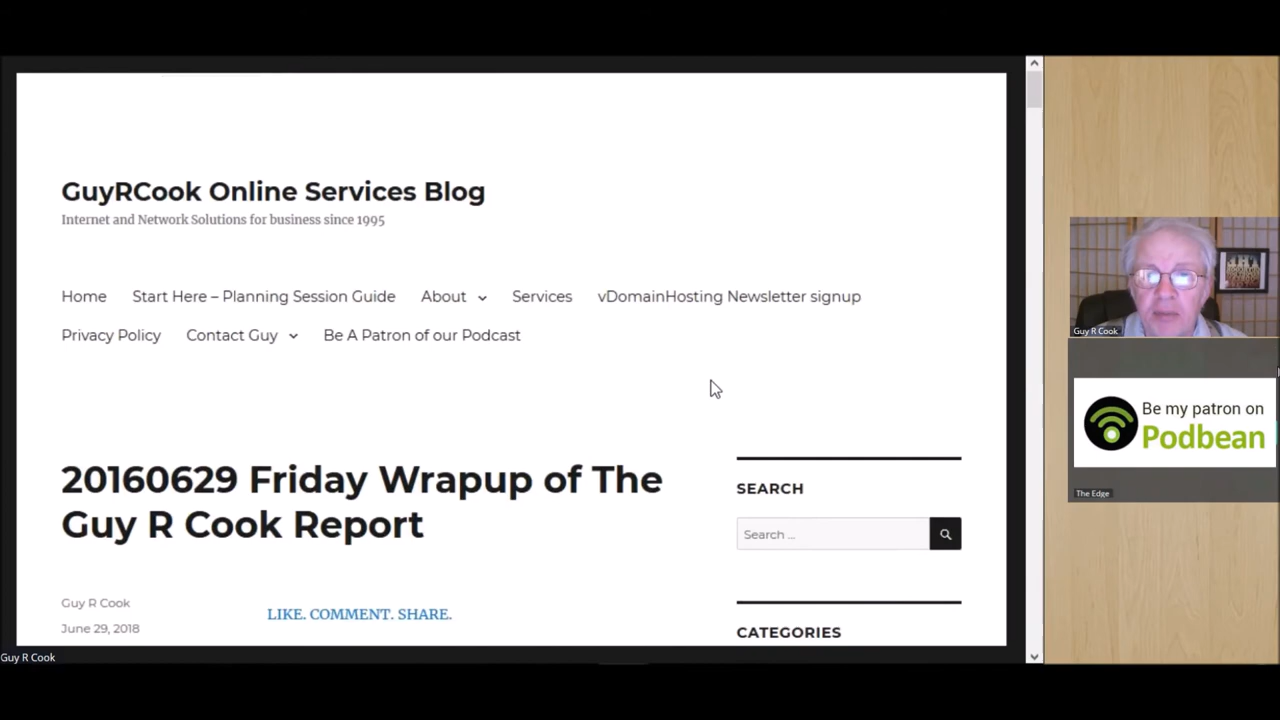 GuyRCook Online Services Blog
Internet and Network Solutions for business since 1995
Home Start Here – Planning Session Guide About Services vDomainHosting Newsletter signup
Privacy Policy Contact Guy Be A Patron of our Podcast
20160629 Friday Wrapup of The
Guy R Cook Report
Guy R Cook
June 29, 2018
LIKE. COMMENT. SHARE.
SEARCH
Search ...
CATEGORIES
Guy R Cook
Guy R Cook
Be my patron on
Podbean
The Edge